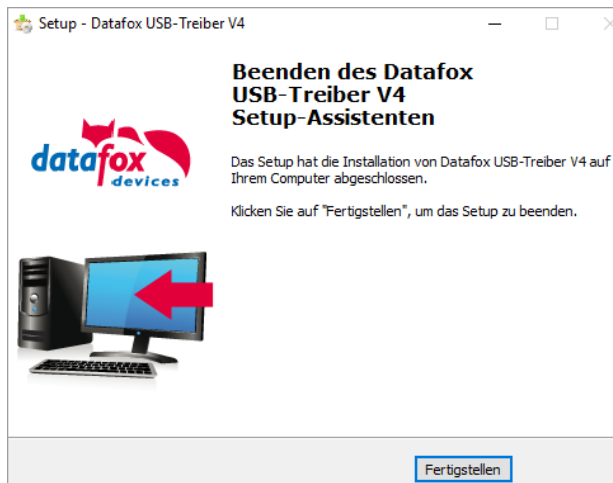 Setup - Datafox USB-Treiber V4
Beenden des Datafox
USB-Treiber V4
Setup-Assistenten
datafox
devices
Das Setup hat die Installation von Datafox USB-Treiber V4 auf
Ihrem Computer abgeschlossen.
Klicken Sie auf "Fertigstellen", um das Setup zu beenden.
Fertigstellen